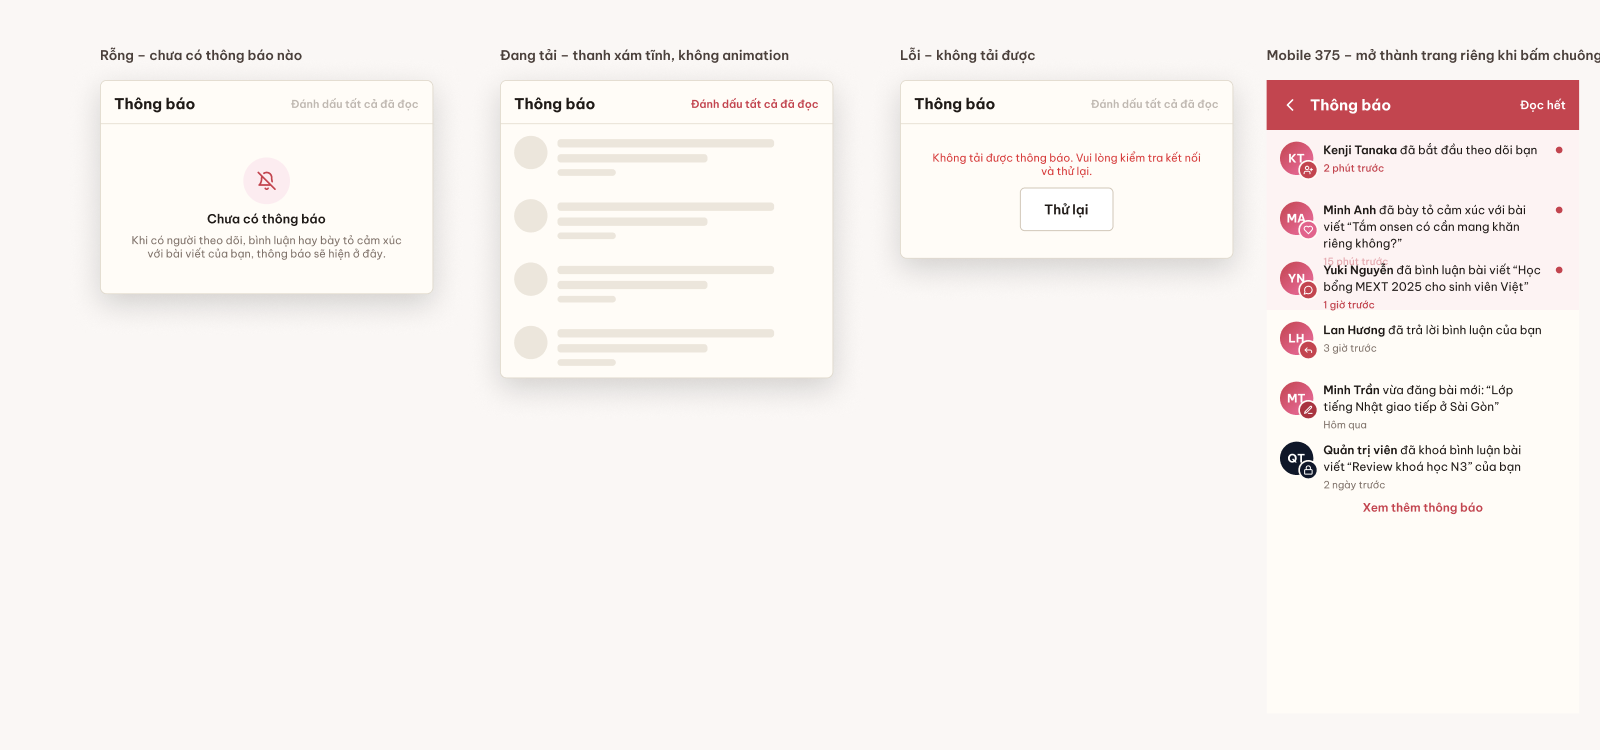 Rỗng – chưa có thông báo nào
Thông báo
Đánh dấu tất cả đã đọc
Chưa có thông báo
Khi có người theo dõi, bình luận hay bày tỏ cảm xúc
với bài viết của bạn, thông báo sẽ hiện ở đây.
Đang tải – thanh xám tĩnh, không animation
Thông báo
Đánh dấu tất cả đã đọc
Lỗi – không tải được
Thông báo
Đánh dấu tất cả đã đọc
Không tải được thông báo. Vui lòng kiểm tra kết nối
và thử lại.
Thử lại
Mobile 375 – mở thành trang riêng khi bấm chuông
Thông báo
Đọc hết
KT
Kenji Tanaka đã bắt đầu theo dõi bạn
2 phút trước
MA
Minh Anh đã bày tỏ cảm xúc với bài
viết “Tắm onsen có cần mang khăn
riêng không?”
15 phút trước
YN
Yuki Nguyễn đã bình luận bài viết “Học
bổng MEXT 2025 cho sinh viên Việt”
1 giờ trước
LH
Lan Hương đã trả lời bình luận của bạn
3 giờ trước
MT
Minh Trần vừa đăng bài mới: “Lớp
tiếng Nhật giao tiếp ở Sài Gòn”
Hôm qua
QT
Quản trị viên đã khoá bình luận bài
viết “Review khoá học N3” của bạn
2 ngày trước
Xem thêm thông báo